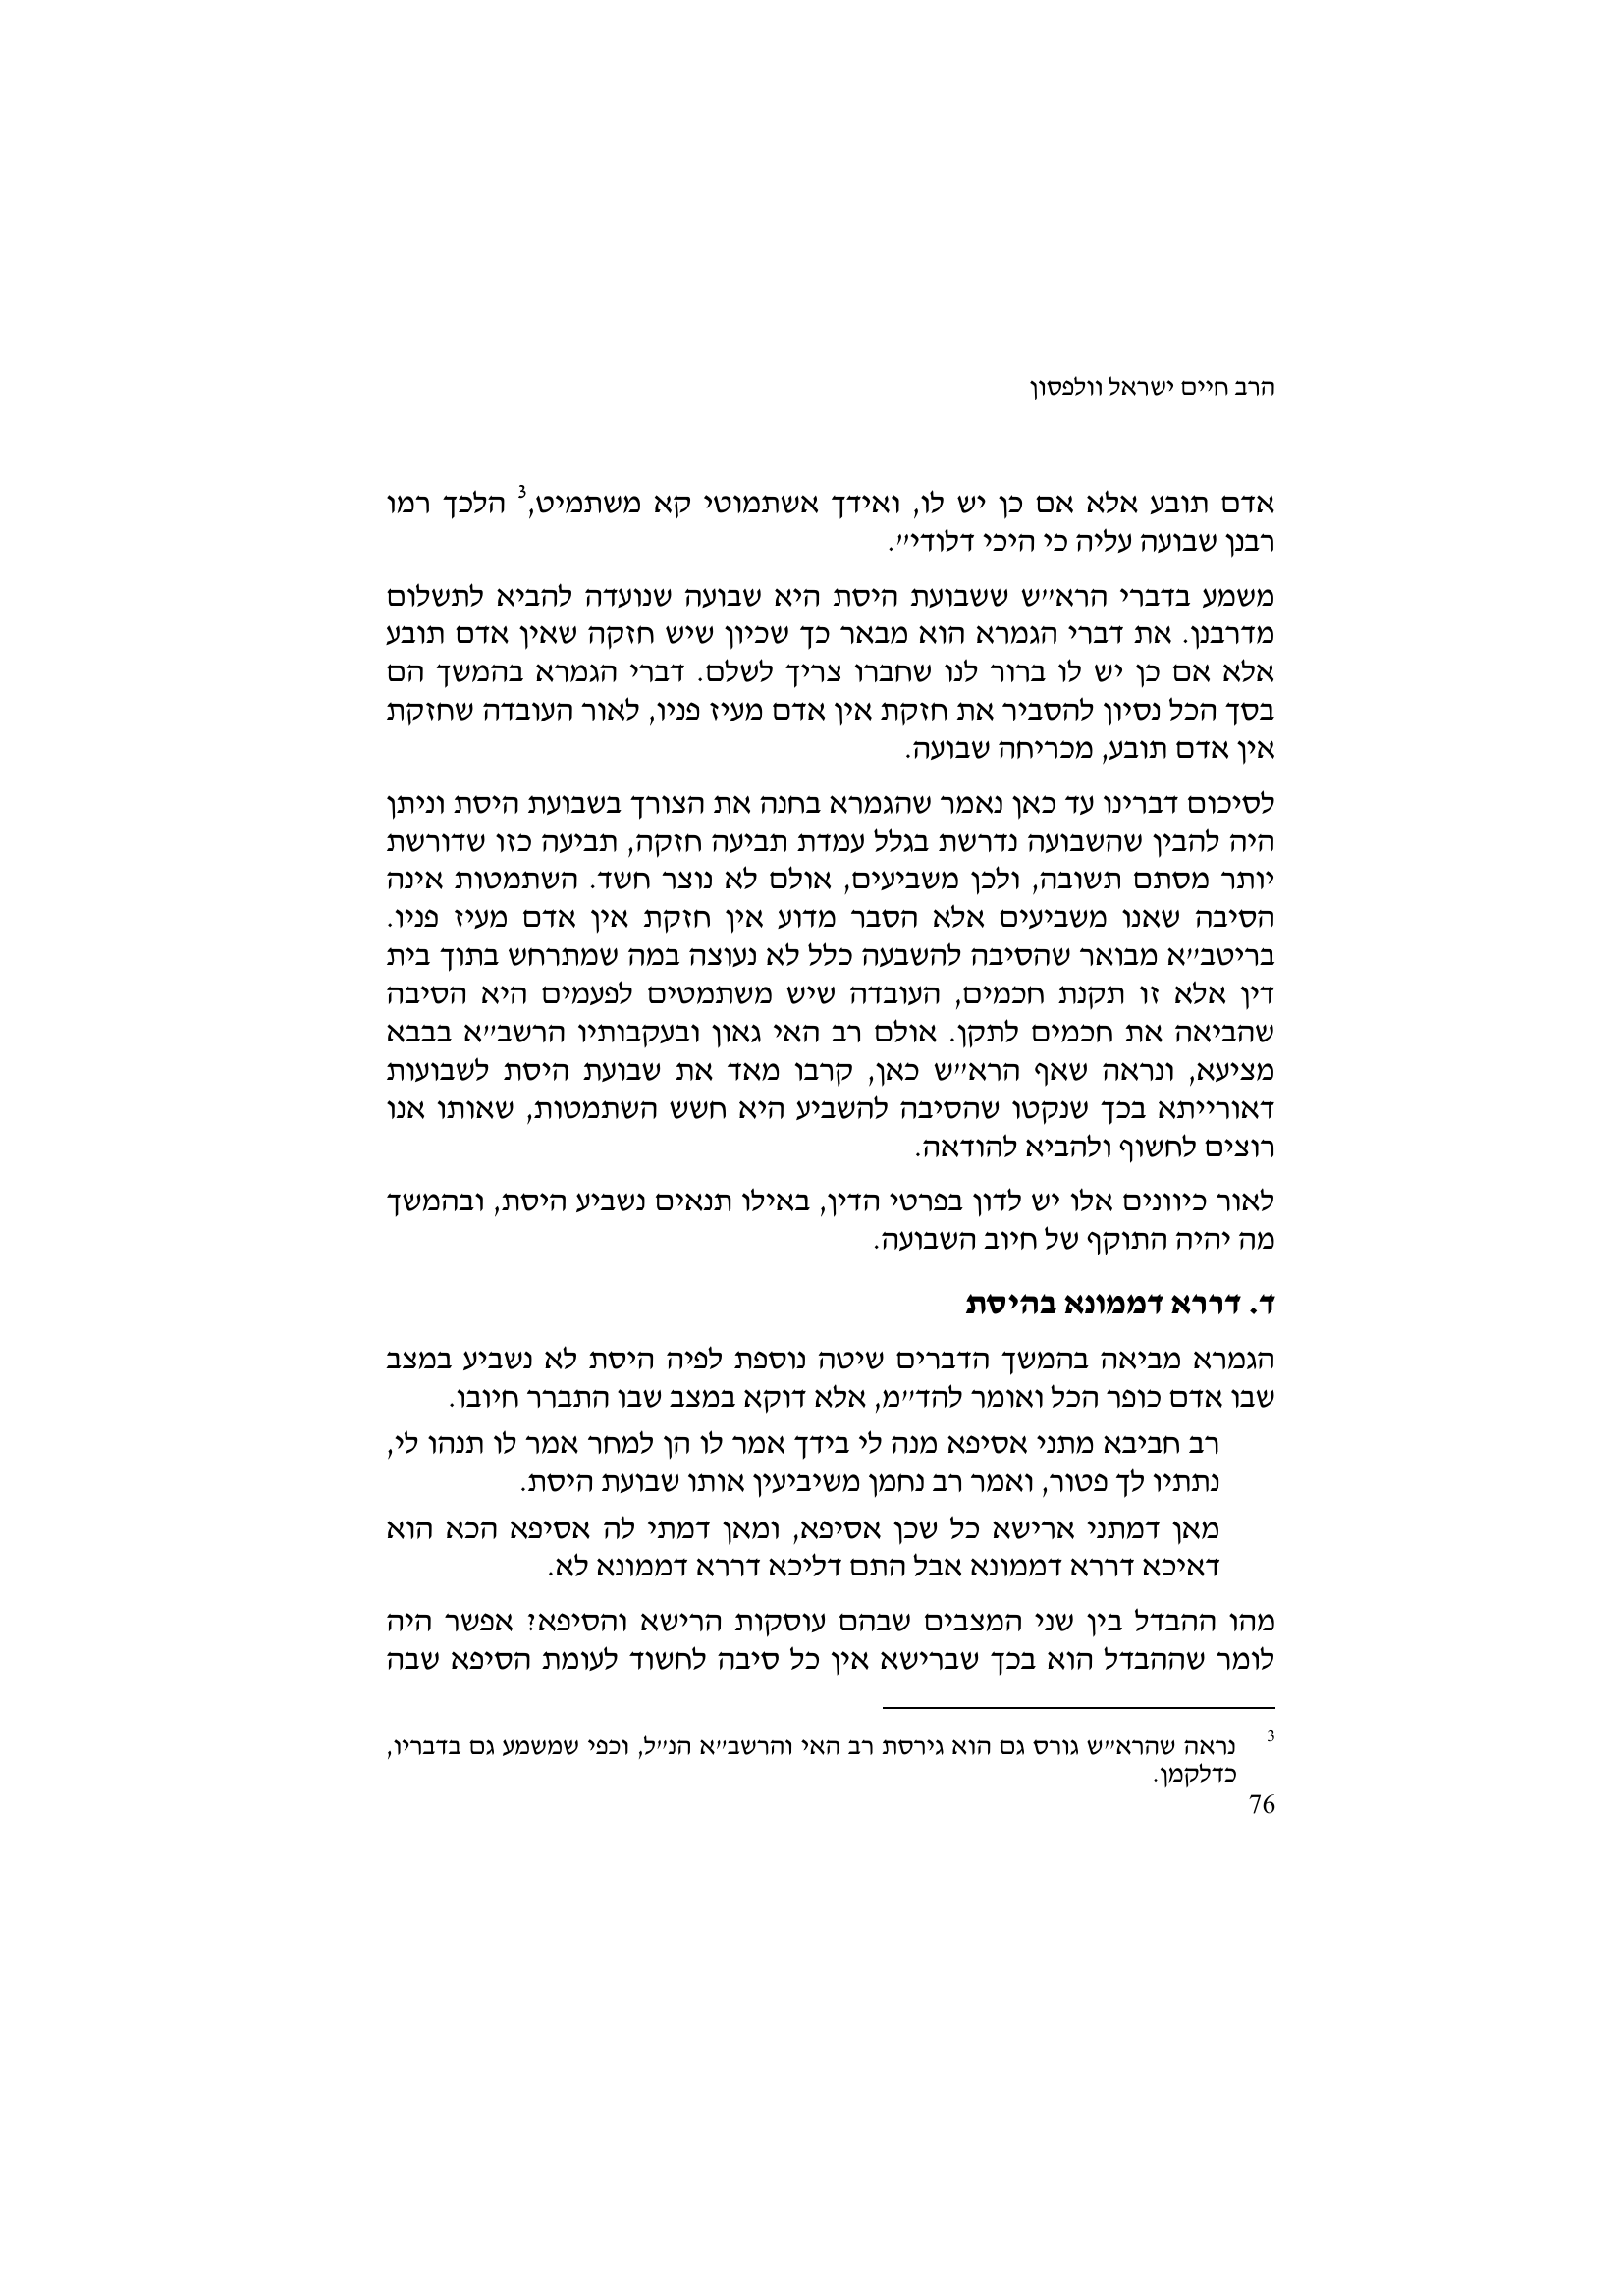 הרב חיים ישראל וולפסון
אדם תובע אלא אם כן יש לו, ואידך אשתמוטי קא משתמיט,3 הלכך רמו
רבנן שבועה עליה כי היכי דלודי״.
משמע בדברי הרא״ש ששבועת היסת היא שבועה שנועדה להביא לתשלום
מדרבנן. את דברי הגמרא הוא מבאר כך שכיון שיש חזקה שאין אדם תובע
אלא אם כן יש לו ברור לנו שחברו צריך לשלם. דברי הגמרא בהמשך הם
בסך הכל נסיון להסביר את חזקת אין אדם מעיז פניו, לאור העובדה שחזקת
אין אדם תובע, מכריחה שבועה.
לסיכום דברינו עד כאן נאמר שהגמרא בחנה את הצורך בשבועת היסת וניתן
היה להבין שהשבועה נדרשת בגלל עמדת תביעה חזקה, תביעה כזו שדורשת
יותר מסתם תשובה, ולכן משביעים, אולם לא נוצר חשד. השתמטות אינה
הסיבה שאנו משביעים אלא הסבר מדוע אין חזקת אין אדם מעיז פניו.
בריטב״א מבואר שהסיבה להשבעה כלל לא נעוצה במה שמתרחש בתוך בית
דין אלא זו תקנת חכמים, העובדה שיש משתמטים לפעמים היא הסיבה
שהביאה את חכמים לתקן. אולם רב האי גאון ובעקבותיו הרשב״א בבבא
מציעא, ונראה שאף הרא״ש כאן, קרבו מאד את שבועת היסת לשבועות
דאורייתא בכך שנקטו שהסיבה להשביע היא חשש השתמטות, שאותו אנו
רוצים לחשוף ולהביא להודאה.
לאור כיוונים אלו יש לדון בפרטי הדין, באילו תנאים נשביע היסת, ובהמשך
מה יהיה התוקף של חיוב השבועה.
ד. דררא דממונא בהיסת
הגמרא מביאה בהמשך הדברים שיטה נוספת לפיה היסת לא נשביע במצב
שבו אדם כופר הכל ואומר להד״מ, אלא דוקא במצב שבו התברר חיובו.
רב חביבא מתני אסיפא מנה לי בידך אמר לו הן למחר אמר לו תנהו לי,
נתתיו לך פטור, ואמר רב נחמן משיביעין אותו שבועת היסת.
מאן דמתני ארישא כל שכן אסיפא, ומאן דמתי לה אסיפא הכא הוא
דאיכא דררא דממונא אבל התם דליכא דררא דממונא לא.
מהו ההבדל בין שני המצבים שבהם עוסקות הרישא והסיפא? אפשר היה
לומר שההבדל הוא בכך שברישא אין כל סיבה לחשוד לעומת הסיפא שבה
3 נראה שהרא״ש גורס גם הוא גירסת רב האי והרשב״א הנ״ל, וכפי שמשמע גם בדבריו,
כדלקמן.
76